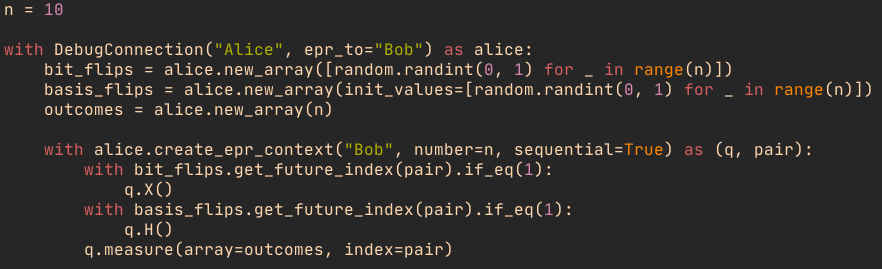 n = 10

with DebugConnection("Alice", epr_to="Bob") as alice:
    bit_flips = alice.new_array([random.randint(0, 1) for _ in range(n)])
    basis_flips = alice.new_array(init_values=[random.randint(0, 1) for _ in range(n)])
    outcomes = alice.new_array(n)

    with alice.create_epr_context("Bob", number=n, sequential=True) as (q, pair):
        with bit_flips.get_future_index(pair).if_eq(1):
            q.X()
        with basis_flips.get_future_index(pair).if_eq(1):
            q.H()
        q.measure(array=outcomes, index=pair)